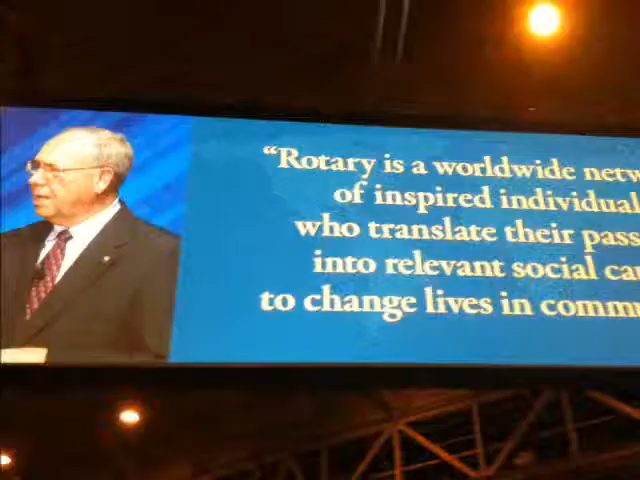 “Rotary is a worldwide netw
of inspired individual
who translate their pass
into relevant social ca
to change lives in commu